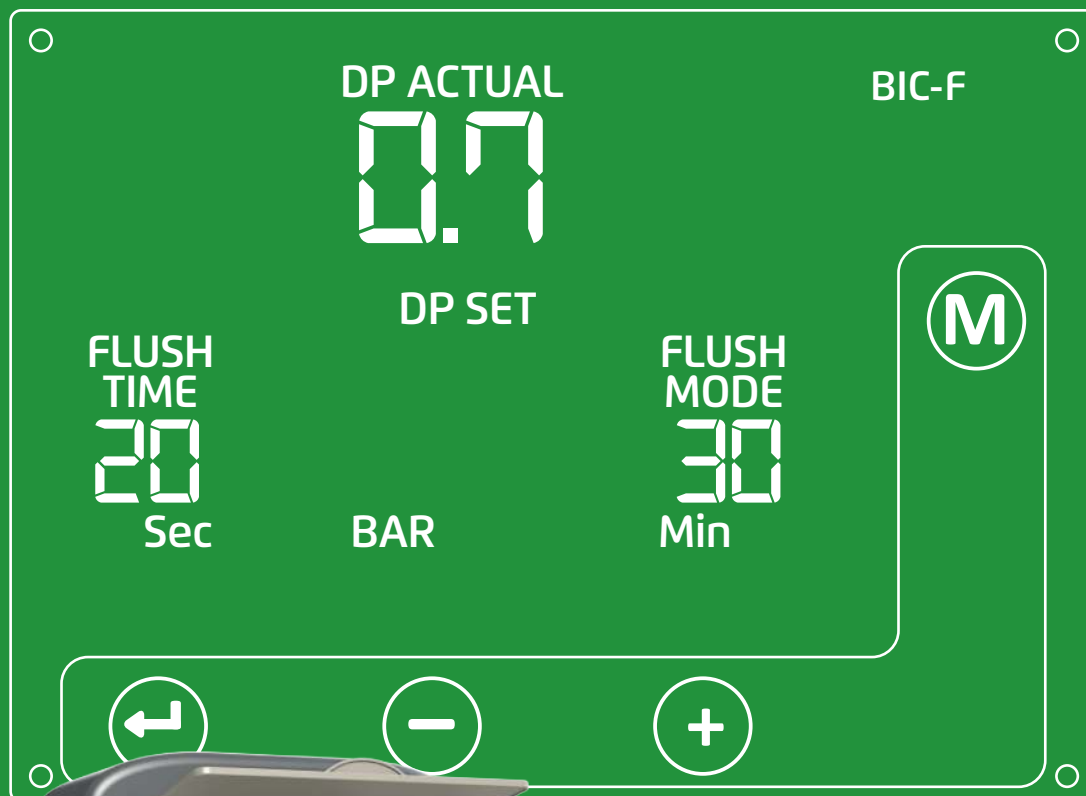 DP ACTUAL
BIC-F
0.7
DP SET
M
FLUSH
TIME
FLUSH
MODE
20
30
Sec
BAR
Min